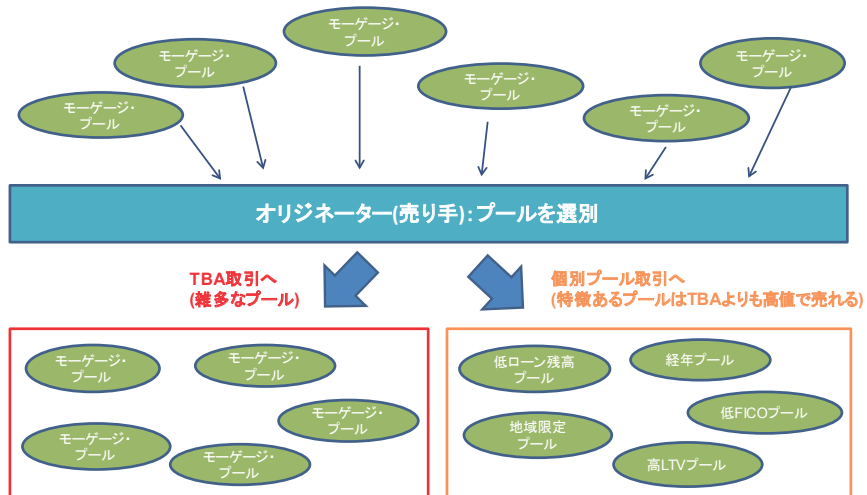 モーゲージ・
プール
モーゲージ・
プール
モーゲージ・
プール
モーゲージ・
プール
モーゲージ・
プール
モーゲージ・
プール
オリジネーター(売り手):プールを選別
TBA取引へ
(雑多なプール)
個別プール取引へ
(特徴あるプールはTBAよりも高値で売れる)
モーゲージ・
プール
モーゲージ・
プール
モーゲージ・
プール
モーゲージ・
プール
モーゲージ・
プール
低ローン残高
プール
経年プール
低FICOプール
地域限定
プール
高LTVプール